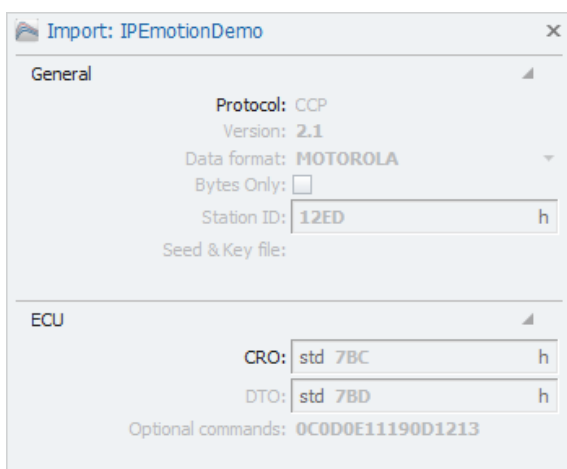 Import: IPEmotionDemo
General
Protocol: CCP
Version: 2.1
Data format: MOTOROLA
Bytes Only:
Station ID: 12ED h
Seed & Key file:
ECU
CRO: std 7BC h
DTO: std 7BD h
Optional commands: 0C0D0E11190D1213